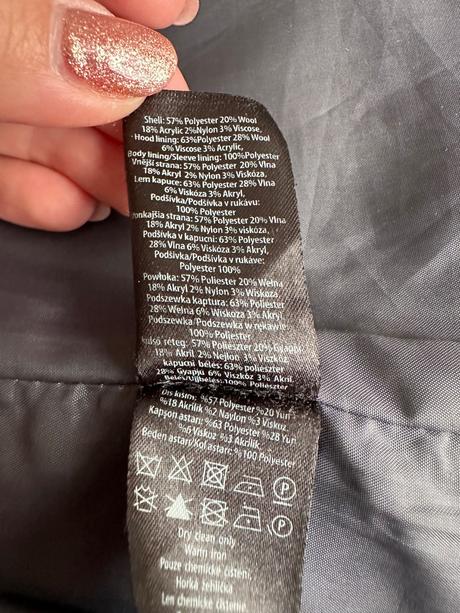 Shell: 57% Polyester 20% Wool
18% Acrylic 2%Nylon 3% Viscose,
Hood lining: 63%Polyester 28% Wool
6% Viscose 3% Acrylic,
Body lining/Sleeve lining: 100%Polyester
Vnější strana: 57% Polyester 20% Vlna
18% Akryl 2% Nylon 3% Viskóza,
Lem kapuce: 63% Polyester 28% Vlna
6% Viskóza 3% Akryl,
Podšívka/Podšívka v rukávu:
100% Polyester
Vonkajšia strana: 57% Polyester 20% Vlna
18% Akryl 2% Nylon 3% viskóza,
Podšívka v kapucni: 63% Polyester
28% Vlna 6% Viskóza 3% Akryl,
Podšívka/Podšívka v rukáve:
Polyester 100%
Powłoka: 57% Poliester 20% Wełna
18% Akryl 2% Nylon 3% Wiskoza,
Podszewka kaptura: 63% Poliester
28% Wełna 6% Wiskoza 3% Akryl,
Podszewka/Podszewka w rękawie
100% Poliester
Külső réteg: 57% Poliészter 20% Gyapjú
18% Akril 2% Nejlon 3% Viszkóz
kapucni bélés: 63% poliészter
28% Gyapjú 6% Viszkóz 3% Akril,
Bélés/Ujjbélés: 100% Poliészter
Dış kısım: %57 Polyester %20 Yün
%18 Akrilik %2 Naylon %3 Viskoz,
Kapşon astarı: %63 Polyester %28 Yün
%6 Viskoz %3 Akrilik
Beden astarı/Kol astarı: %100 Polyester
P
P
Dry clean only
Warm iron
Pouze chemické čistení,
Horká žehlička
Len chemické čistenie